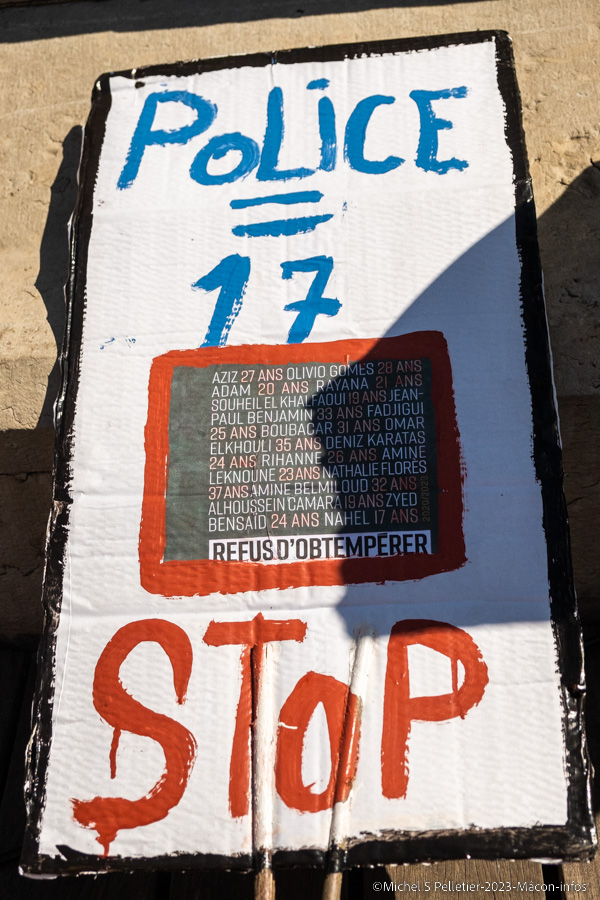 POLICE
=
17
AZIZ 27 ANS OLIVIO GOMES 28 ANS
ADAM 20 ANS RAYANA 21 ANS
SOUHEIL EL KHALFAOUI 19 ANS JEAN-
PAUL BENJAMIN 33 ANS FADJIGUI
25 ANS BOUBACAR 31 ANS OMAR
ELKHOULI 35 ANS DENIZ KARATAS
24 ANS RIHANNE 26 ANS AMINE
LEKNOUNE 23 ANS NATHALIE FLORÈS
37 ANS AMINE BELMILOUD 32 ANS
ALHOUSSEIN CAMARA 19 ANS ZYED
BENSAÏD 24 ANS NAHEL 17 ANS
2020/2023
REFUS D'OBTEMPÉRER
STOP
©Michel S Pelletier-2023-Mâcon-infos